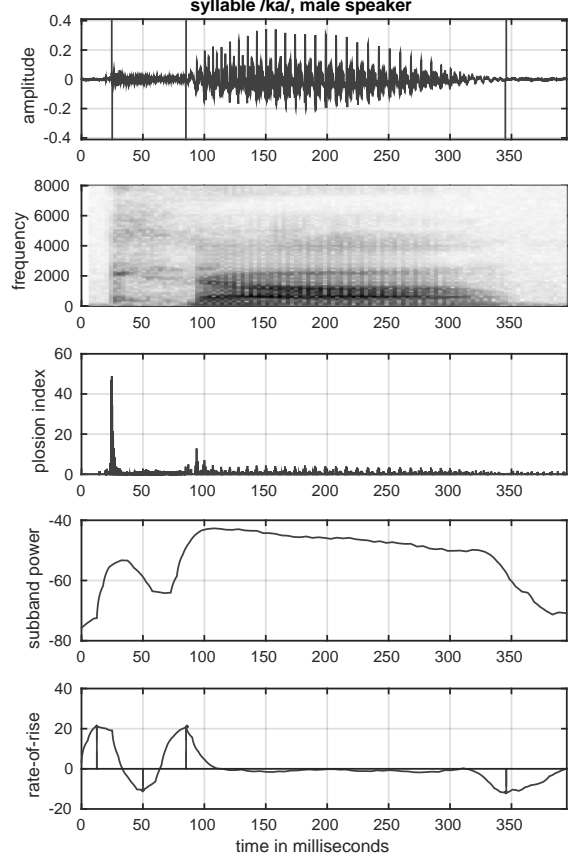 syllable /ka/, male speaker
0.4
0.2
0
-0.2
-0.4
amplitude
0 50 100 150 200 250 300 350
8000
6000
4000
2000
0
frequency
0 50 100 150 200 250 300 350
60
40
20
0
plosion index
0 50 100 150 200 250 300 350
-40
-60
-80
subband power
0 50 100 150 200 250 300 350
40
20
0
-20
rate-of-rise
0 50 100 150 200 250 300 350
time in milliseconds